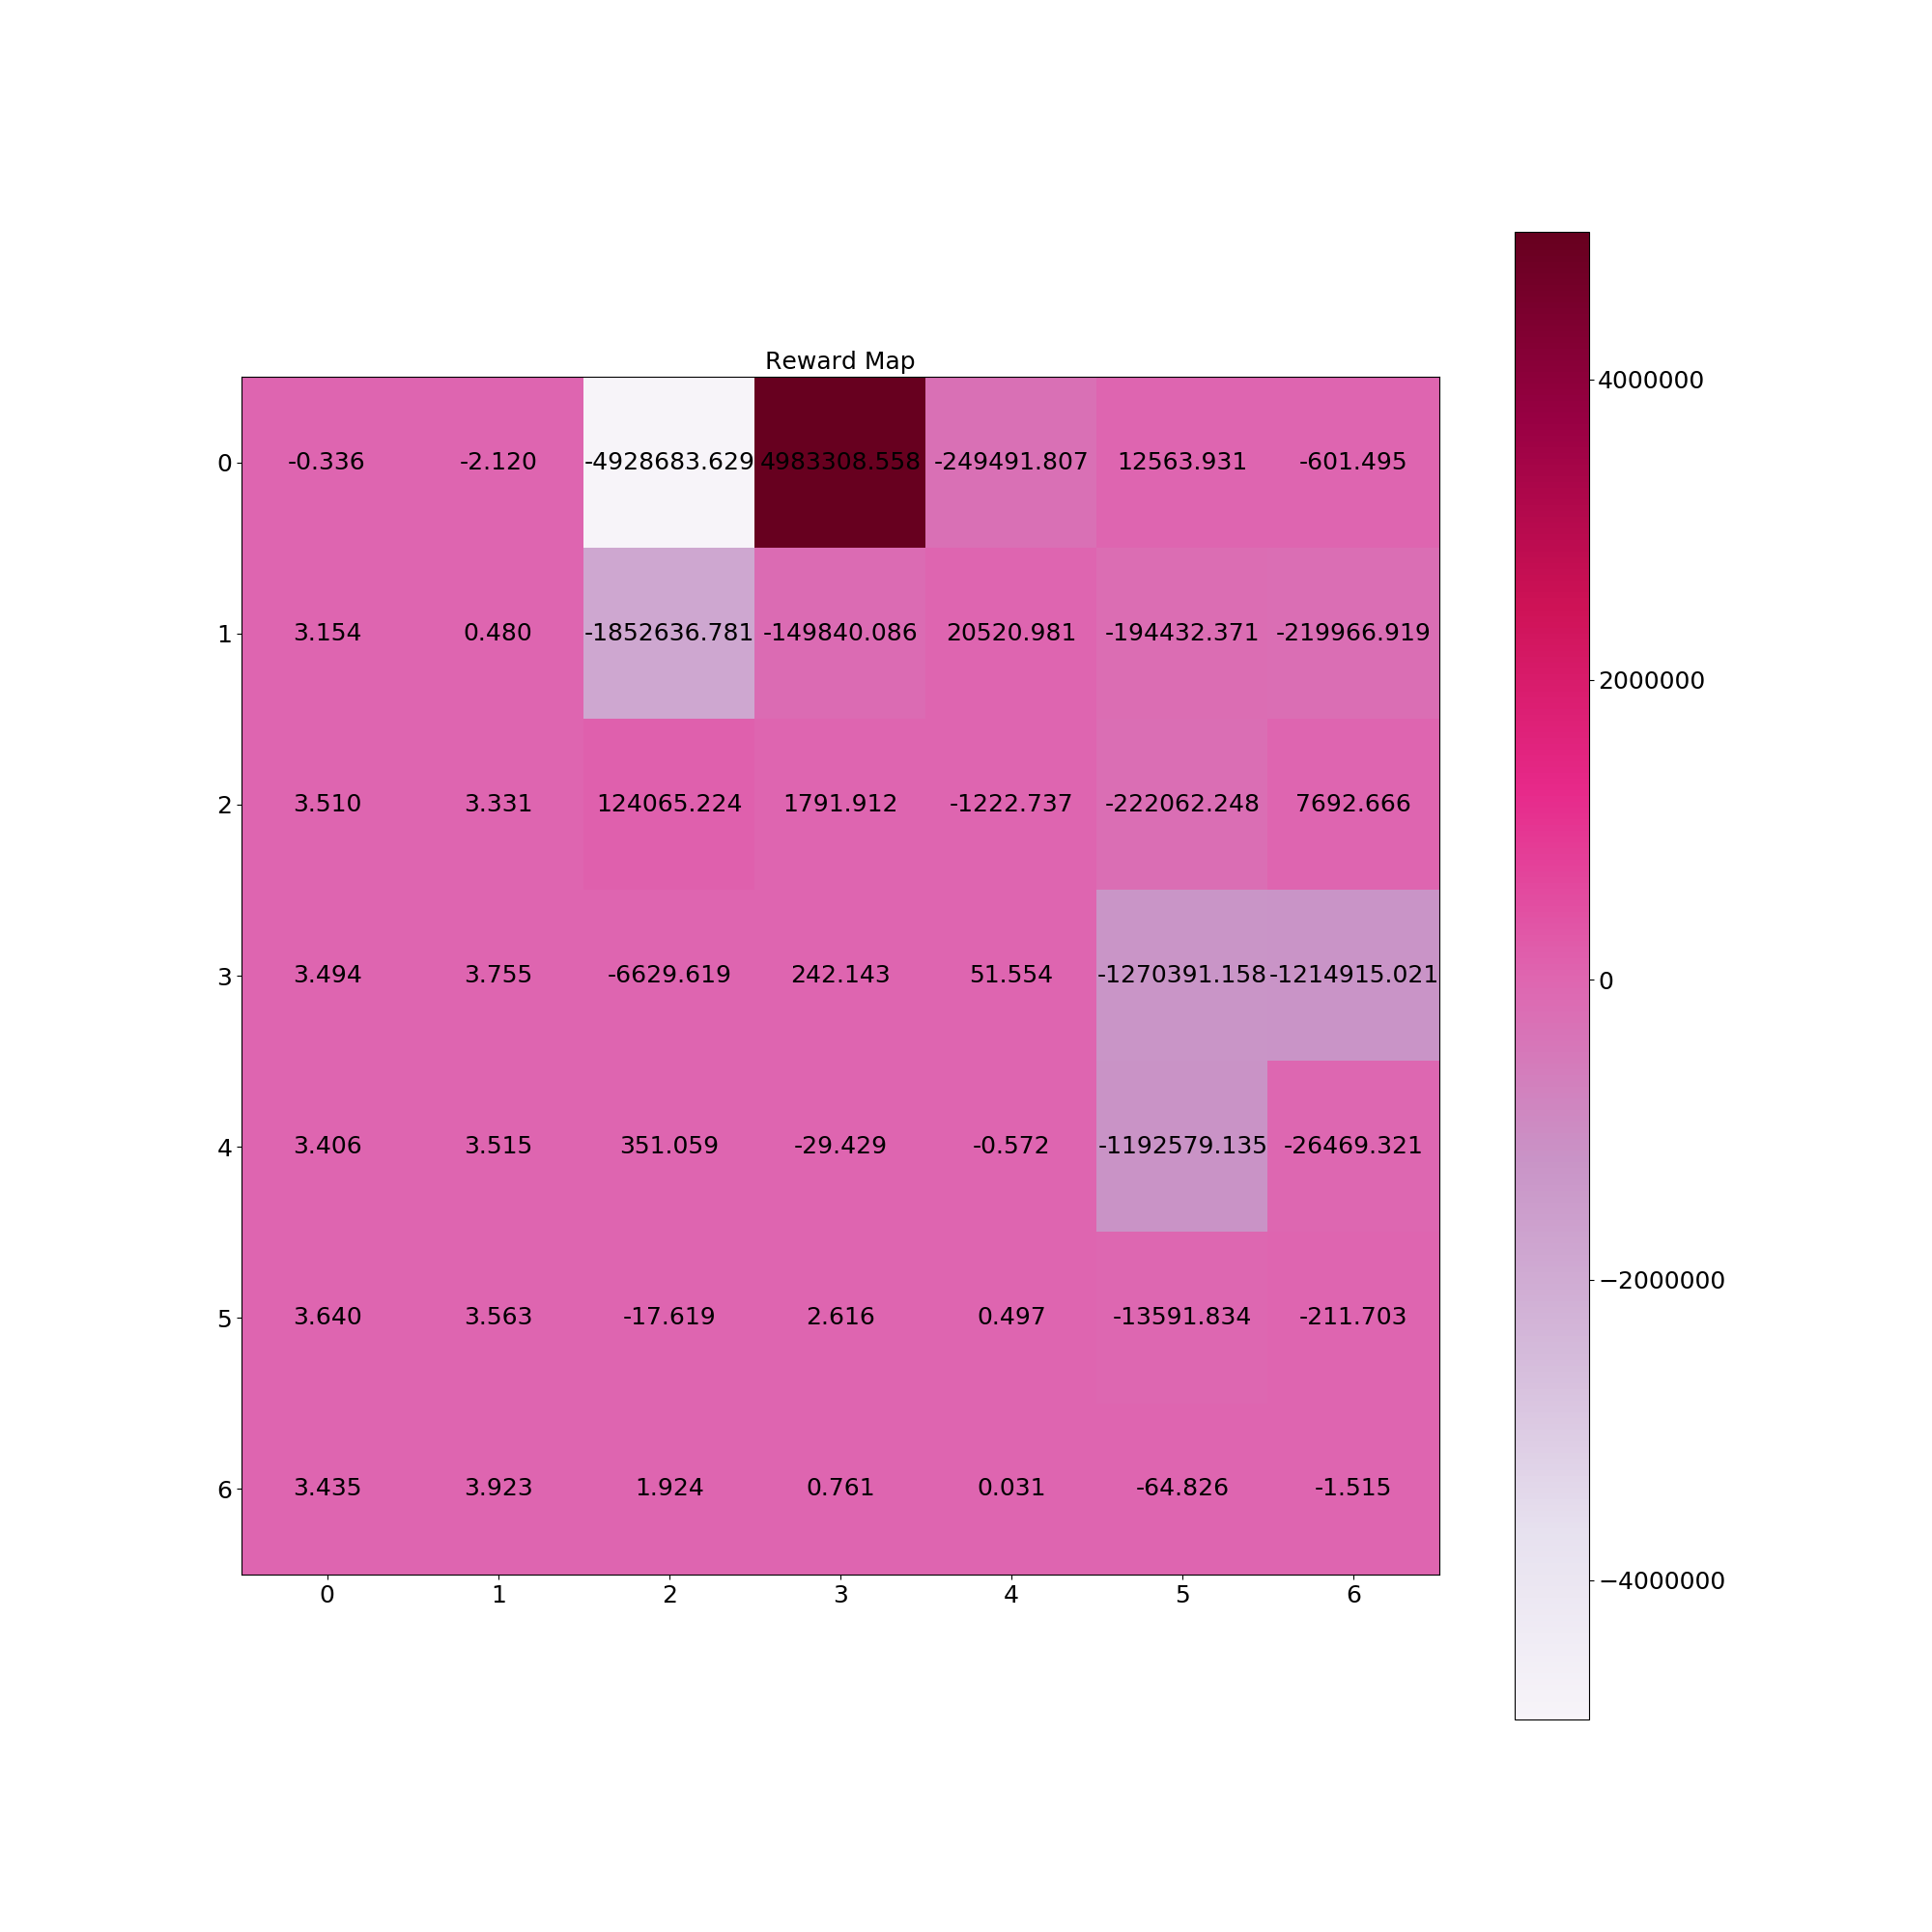 Reward Map
4000000
0 -0.336 -2.120 -4928683.629 4983308.558 -249491.807 12563.931 -601.495
1 3.154 0.480 -1852636.781 -149840.086 20520.981 -194432.371 -219966.919
2000000
2 3.510 3.331 124065.224 1791.912 -1222.737 -222062.248 7692.666
3 3.494 3.755 -6629.619 242.143 51.554 -1270391.158 -1214915.021
0
4 3.406 3.515 351.059 -29.429 -0.572 -1192579.135 -26469.321
−2000000
5 3.640 3.563 -17.619 2.616 0.497 -13591.834 -211.703
6 3.435 3.923 1.924 0.761 0.031 -64.826 -1.515
−4000000
0 1 2 3 4 5 6